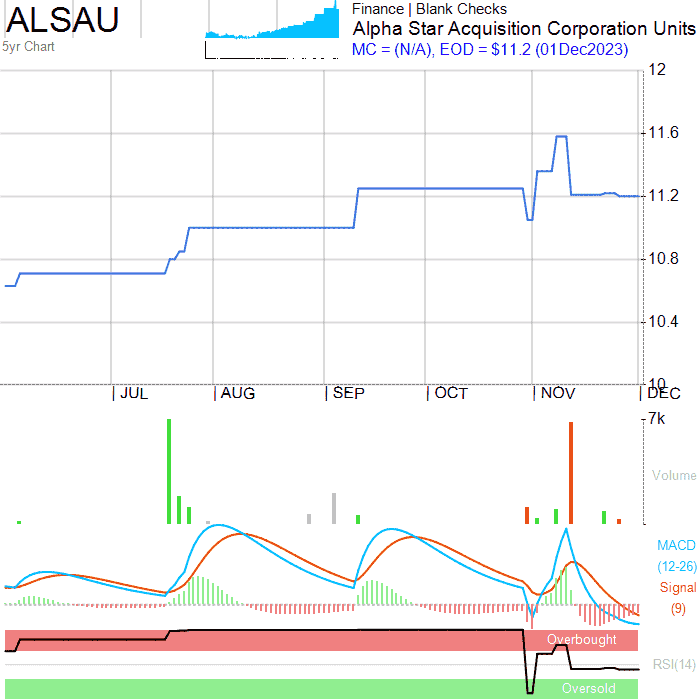 ALSAU
5yr Chart
Finance | Blank Checks
Alpha Star Acquisition Corporation Units
MC = (N/A), EOD = $11.2 (01Dec2023)
12
11.6
11.2
10.8
10.4
10
| JUL | AUG | SEP | OCT | NOV | DEC
7k
Volume
MACD
(12-26)
Signal
(9)
Overbought
RSI(14)
Oversold